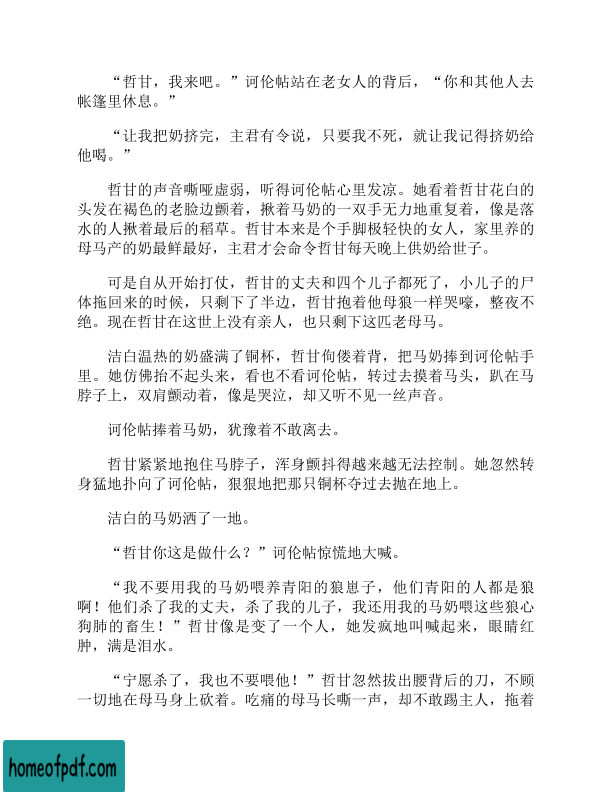 “哲甘，我来吧。”诃伦帖站在老女人的背后，“你和其他人去
帐篷里休息。”
“让我把奶挤完，主君有令说，只要我不死，就让我记得挤奶给
他喝。”
哲甘的声音嘶哑虚弱，听得诃伦帖心里发凉。她看着哲甘花白的
头发在褐色的老脸边颤着，揪着马奶的一双手无力地重复着，像是落
水的人揪着最后的稻草。哲甘本来是个手脚极轻快的女人，家里养的
母马产的奶最鲜最好，主君才会命令哲甘每天晚上供奶给世子。
可是自从开始打仗，哲甘的丈夫和四个儿子都死了，小儿子的尸
体拖回来的时候，只剩下了半边，哲甘抱着他母狼一样哭嚎，整夜不
绝。现在哲甘在这世上没有亲人，也只剩下这匹老母马。
洁白温热的奶盛满了铜杯，哲甘佝偻着背，把马奶捧到诃伦帖手
里。她仿佛抬不起头来，看也不看诃伦帖，转过去摸着马头，趴在马
脖子上，双肩颤动着，像是哭泣，却又听不见一丝声音。
诃伦帖捧着马奶，犹豫着不敢离去。
哲甘紧紧地抱住马脖子，浑身颤抖得越来越无法控制。她忽然转
身猛地扑向了诃伦帖，狠狠地把那只铜杯夺过去抛在地上。
洁白的马奶洒了一地。
“哲甘你这是做什么？”诃伦帖惊慌地大喊。
“我不要用我的马奶喂养青阳的狼崽子，他们青阳的人都是狼
啊！他们杀了我的丈夫，杀了我的儿子，我还用我的马奶喂这些狼心
狗肺的畜生！”哲甘像是变了一个人，她发疯地叫喊起来，眼睛红
肿，满是泪水。
“宁愿杀了，我也不要喂他！”哲甘忽然拔出腰背后的刀，不顾
一切地在母马身上砍着。吃痛的母马长嘶一声，却不敢踢主人，拖着
homeofpdf.com